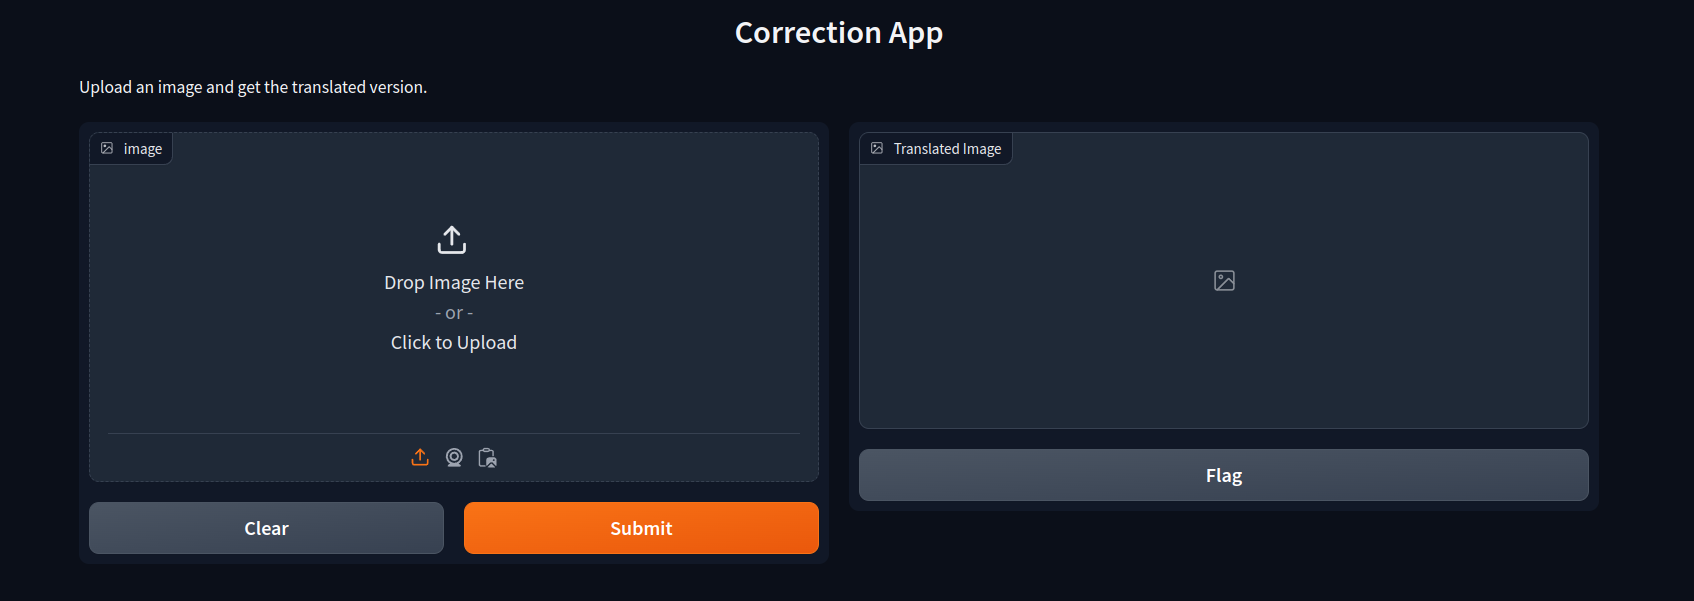 Correction App
Upload an image and get the translated version.
image
Drop Image Here
- or -
Click to Upload
Clear
Submit
Translated Image
Flag